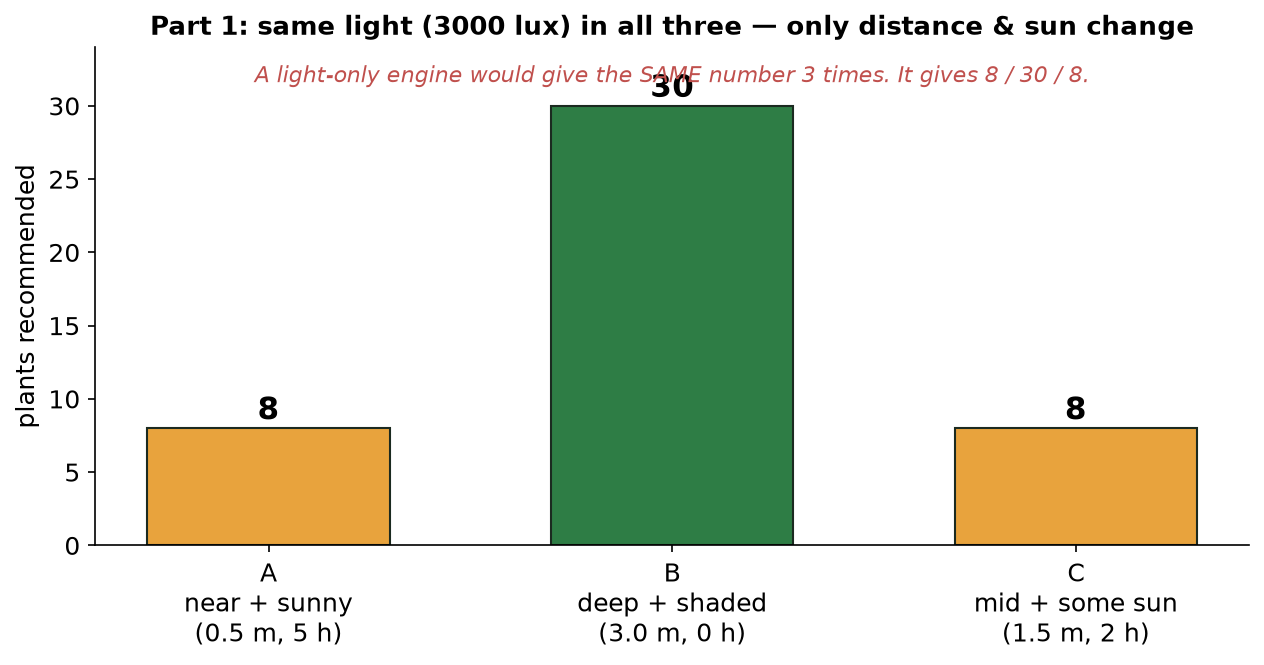 Part 1: same light (3000 lux) in all three — only distance & sun change
A light-only engine would give the SAME number 3 times. It gives 8 / 30 / 8.
30
30
25
20
15
10
5
0
plants recommended
8
8
A
near + sunny
(0.5 m, 5 h)
B
deep + shaded
(3.0 m, 0 h)
C
mid + some sun
(1.5 m, 2 h)